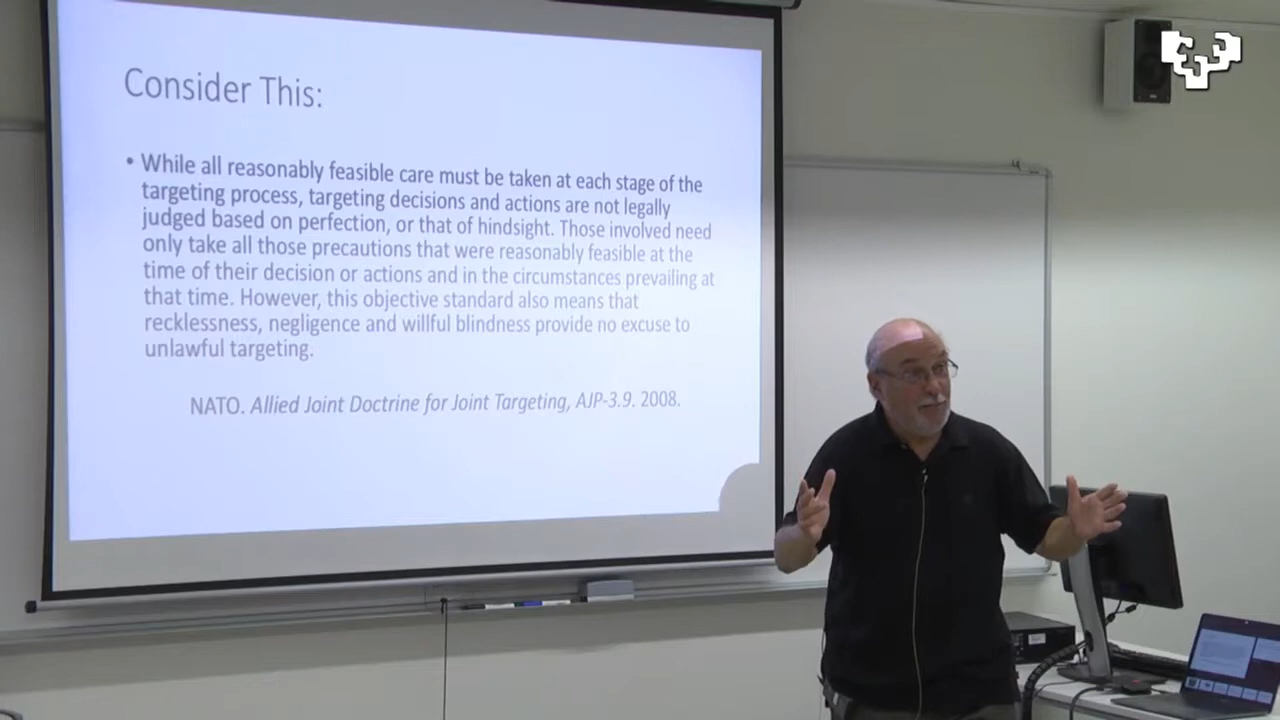 Consider This:
• While all reasonably feasible care must be taken at each stage of the
targeting process, targeting decisions and actions are not legally
judged based on perfection, or that of hindsight. Those involved need
only take all those precautions that were reasonably feasible at the
time of their decision or actions and in the circumstances prevailing at
that time. However, this objective standard also means that
recklessness, negligence and willful blindness provide no excuse to
unlawful targeting.
NATO. Allied Joint Doctrine for Joint Targeting, AJP-3.9. 2008.